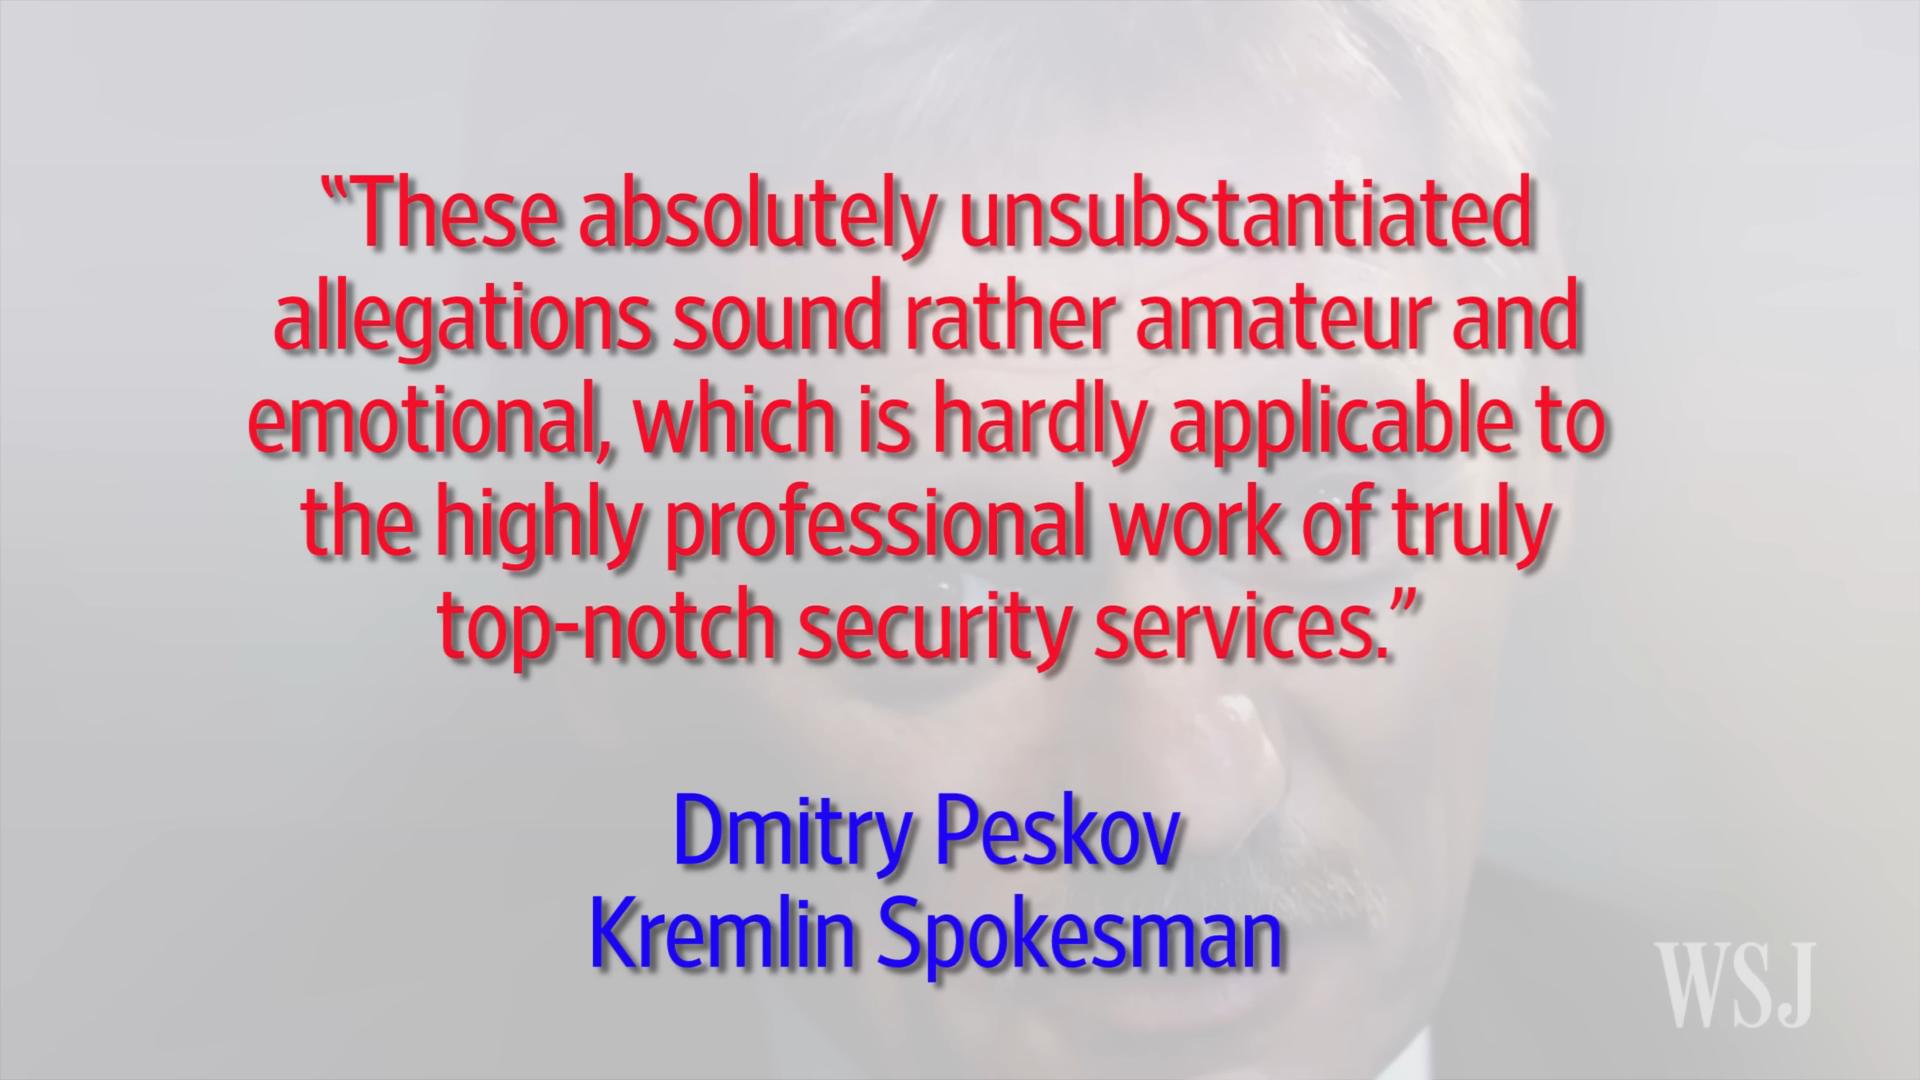 “These absolutely unsubstantiated
allegations sound rather amateur and
emotional, which is hardly applicable to
the highly professional work of truly
top-notch security services.”
Dmitry Peskov
Kremlin Spokesman
WSJ